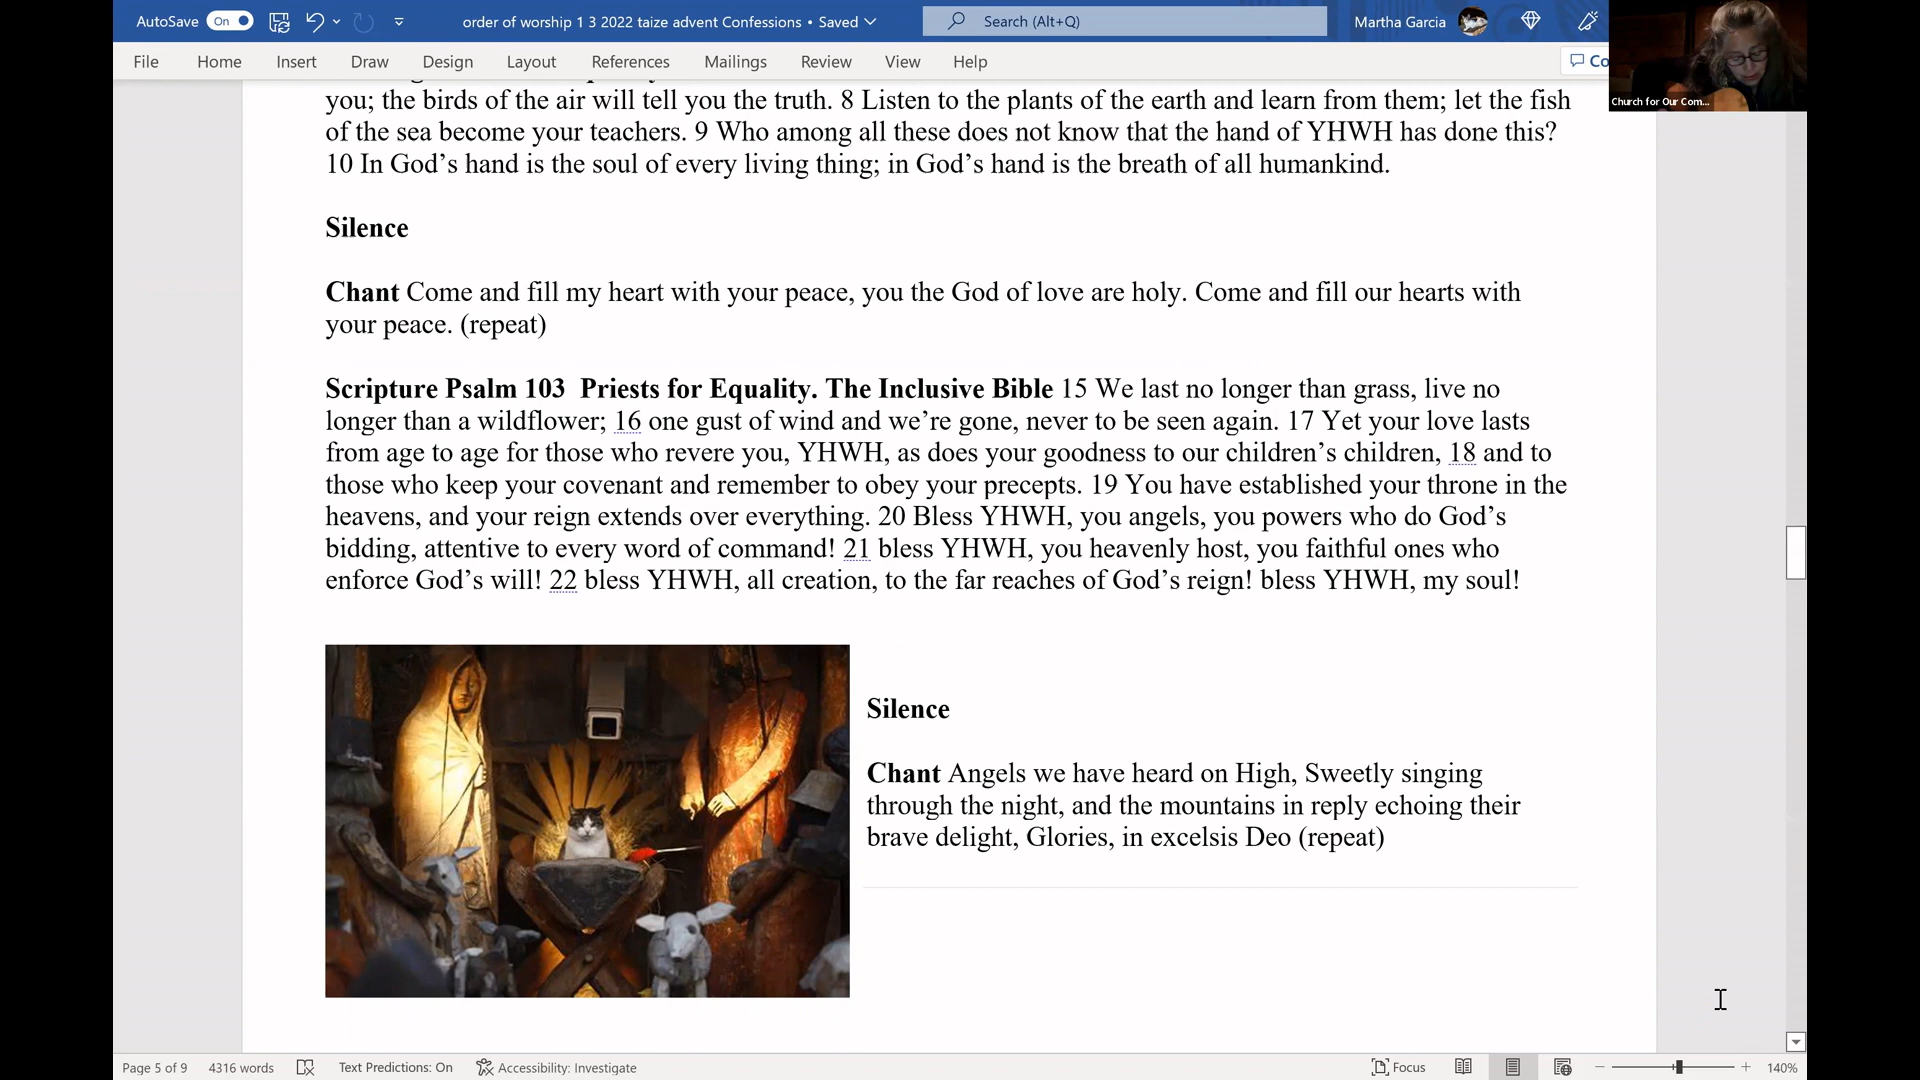 AutoSave On order of worship 1 3 2022 taize advent Confessions • Saved Search (Alt+Q) Martha Garcia
File Home Insert Draw Design Layout References Mailings Review View Help Co
Church for Our Com...
you; the birds of the air will tell you the truth. 8 Listen to the plants of the earth and learn from them; let the fish
of the sea become your teachers. 9 Who among all these does not know that the hand of YHWH has done this?
10 In God’s hand is the soul of every living thing; in God’s hand is the breath of all humankind.
Silence
Chant Come and fill my heart with your peace, you the God of love are holy. Come and fill our hearts with
your peace. (repeat)
Scripture Psalm 103 Priests for Equality. The Inclusive Bible 15 We last no longer than grass, live no
longer than a wildflower; 16 one gust of wind and we’re gone, never to be seen again. 17 Yet your love lasts
from age to age for those who revere you, YHWH, as does your goodness to our children’s children, 18 and to
those who keep your covenant and remember to obey your precepts. 19 You have established your throne in the
heavens, and your reign extends over everything. 20 Bless YHWH, you angels, you powers who do God’s
bidding, attentive to every word of command! 21 bless YHWH, you heavenly host, you faithful ones who
enforce God’s will! 22 bless YHWH, all creation, to the far reaches of God’s reign! bless YHWH, my soul!
Silence
Chant Angels we have heard on High, Sweetly singing
through the night, and the mountains in reply echoing their
brave delight, Glories, in excelsis Deo (repeat)
Page 5 of 9 4316 words Text Predictions: On Accessibility: Investigate Focus 140%